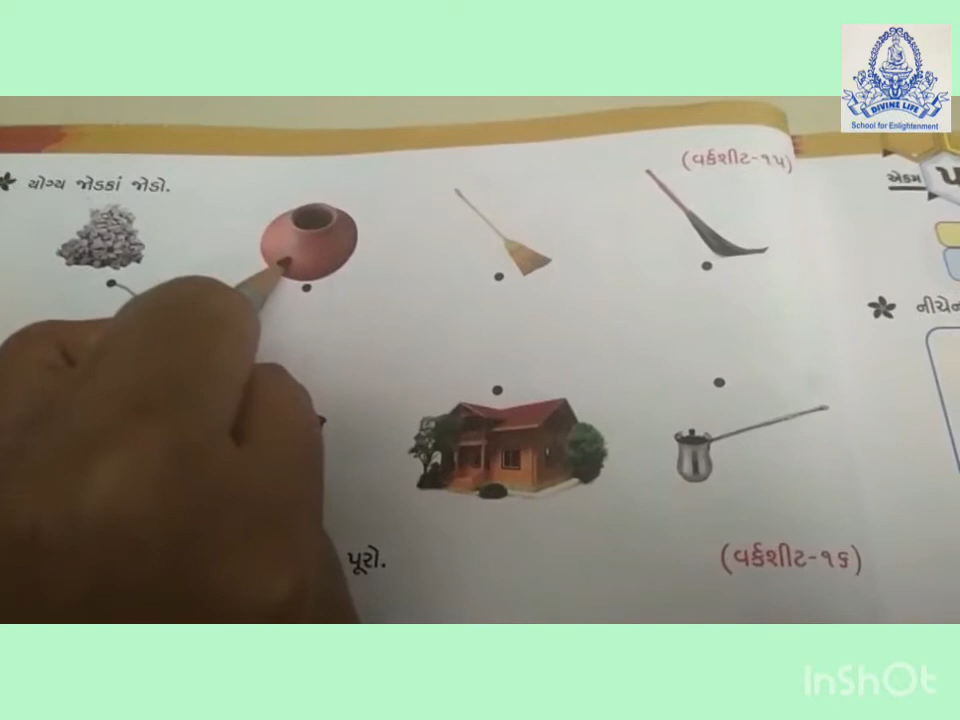 DIVINE LIFE
School for Enlightenment
(વર્કશીટ-૧૫)
યોગ્ય જોડકાં જોડો.
એકમ
નીચેન
પૂરો.
(વર્કશીટ-૧૬)
InShOt